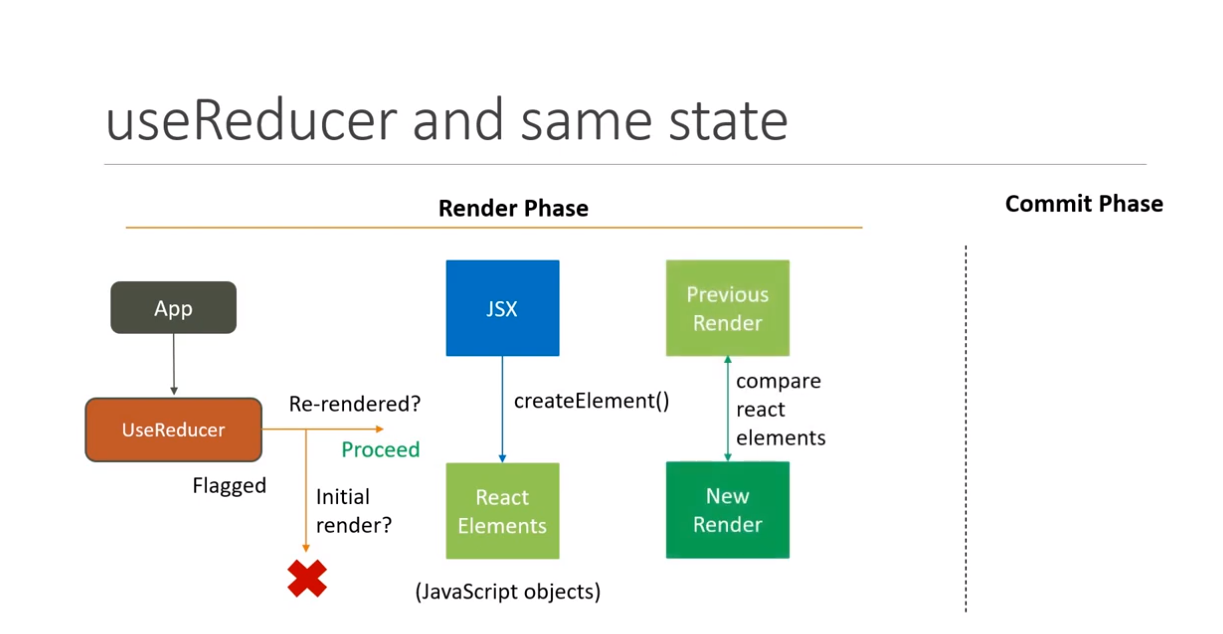 useReducer and same state
Render Phase
Commit Phase
App
UseReducer
Flagged
Re-rendered?
Proceed
Initial
render?
JSX
createElement()
React
Elements
(JavaScript objects)
Previous
Render
compare
react
elements
New
Render